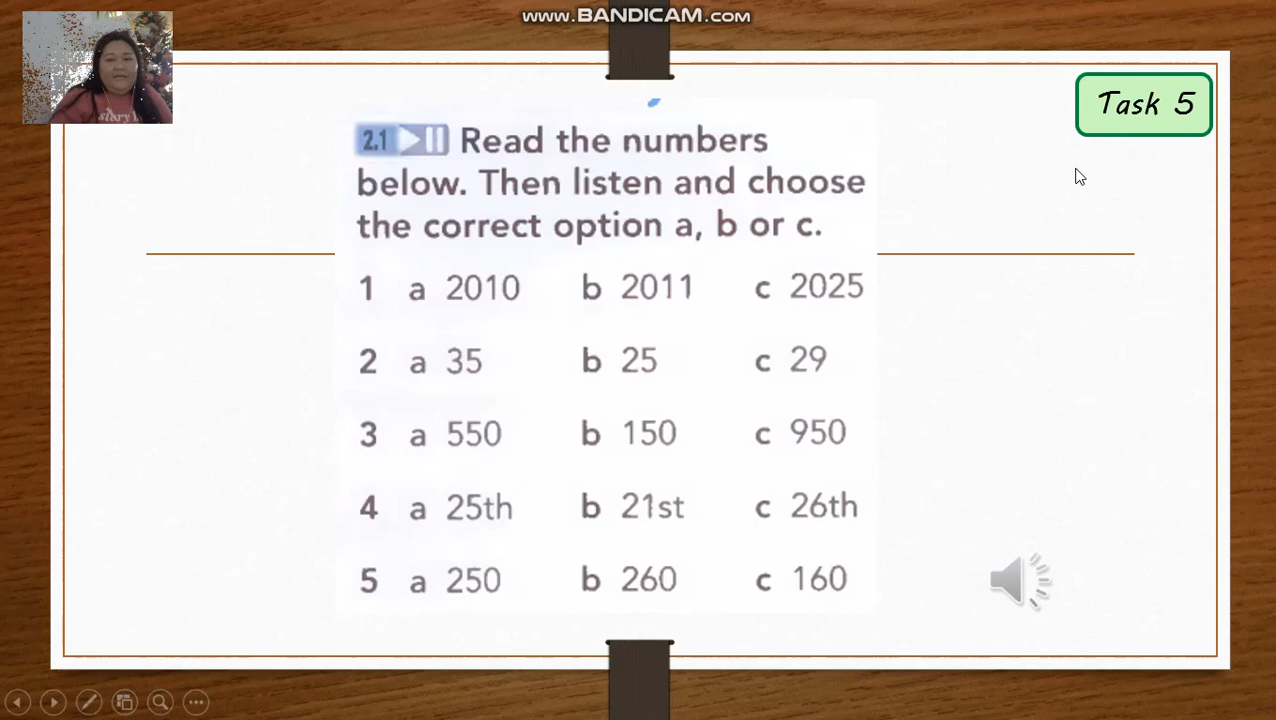 www.BANDICAM.com
Task 5
2.1 Read the numbers
below. Then listen and choose
the correct option a, b or c.
1 a 2010 b 2011 c 2025
2 a 35 b 25 c 29
3 a 550 b 150 c 950
4 a 25th b 21st c 26th
5 a 250 b 260 c 160